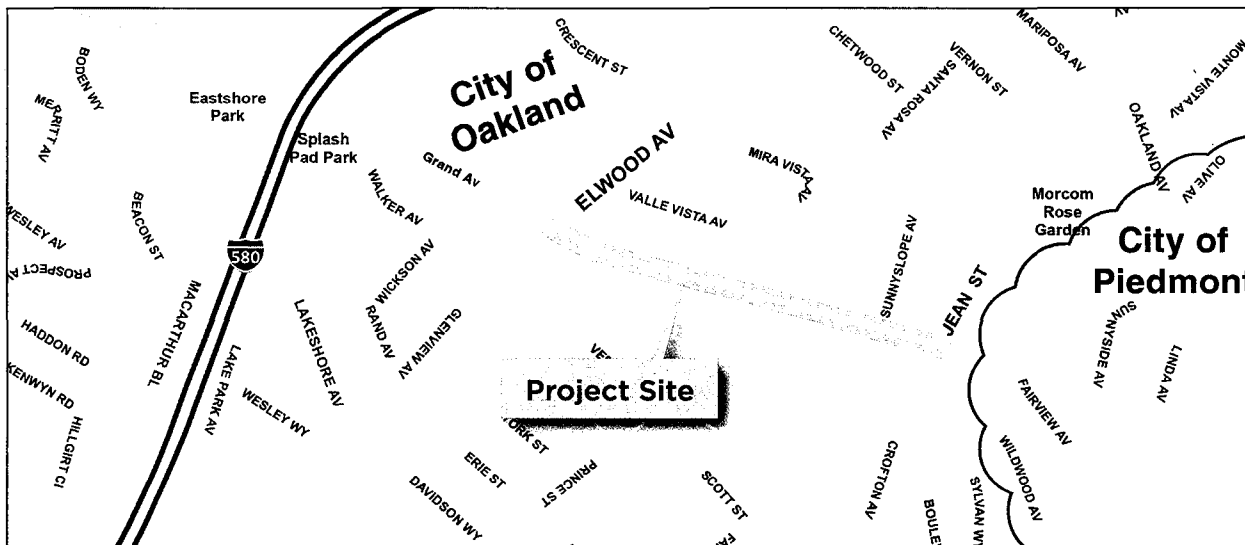 CRESCENT ST
MARIPOSA AV
CHETWOOD ST
VERNON ST
SANTA ROSA AV
MONTE VISTA AV
BODEN WY
MERRITT AV
Eastshore
Park
City of
Oakland
Splash
Pad Park
Grand Av
ELWOOD AV
MIRA VISTA AV
OAKLAND AV
OLIVE AV
WALKER AV
VALLE VISTA AV
Morcom
Rose
Garden
BEACON ST
WESLEY AV
PROSPECT A
580
WICKSON AV
SUNNYSLOPE AV
JEAN ST
City of
Piedmont
MACARTHUR BL
LAKESHORE AV
RAND AV
GLENVIEW AV
HADDON RD
KENWYN RD
LAKE PARK AV
WESLEY WY
Project Site
SUNNYSIDE AV
LINDA AV
FAIRVIEW AV
HILLGIRT CI
YORK ST
ERIE ST
PRINCE ST
DAVIDSON WY
SCOTT ST
CROFTON AV
WILDWOOD AV
SYLVAN WY